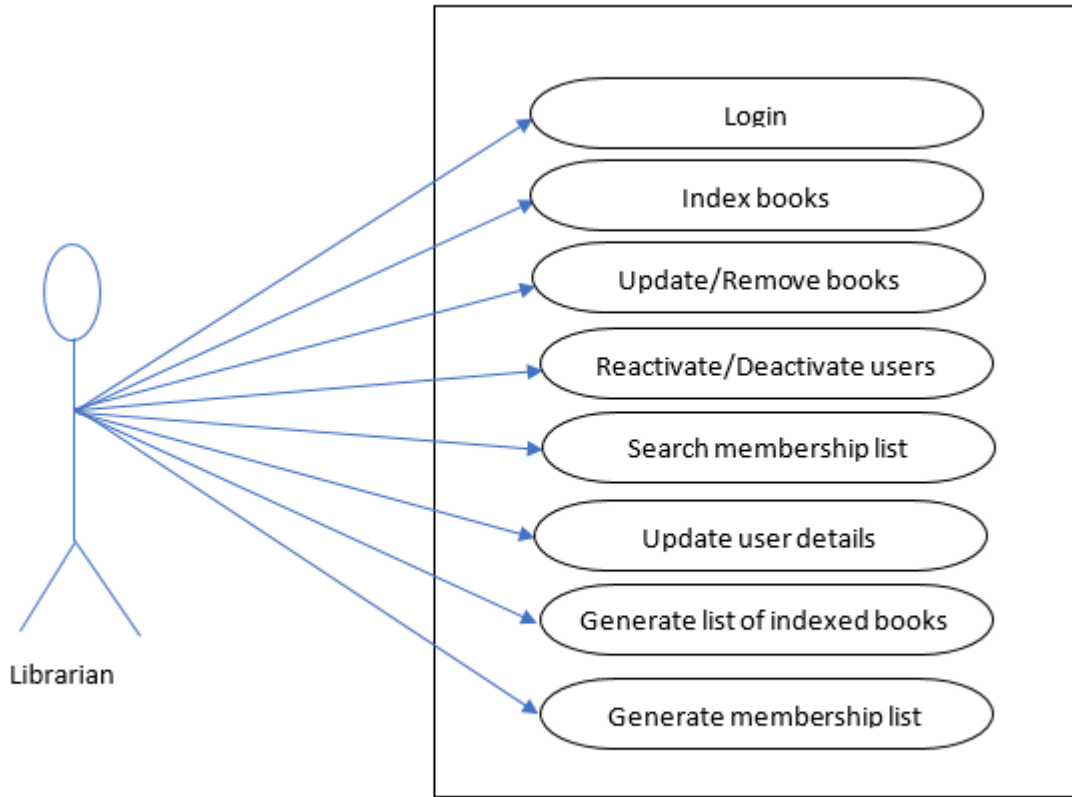 Login
Index books
Update/Remove books
Reactivate/Deactivate users
Search membership list
Update user details
Generate list of indexed books
Librarian
Generate membership list